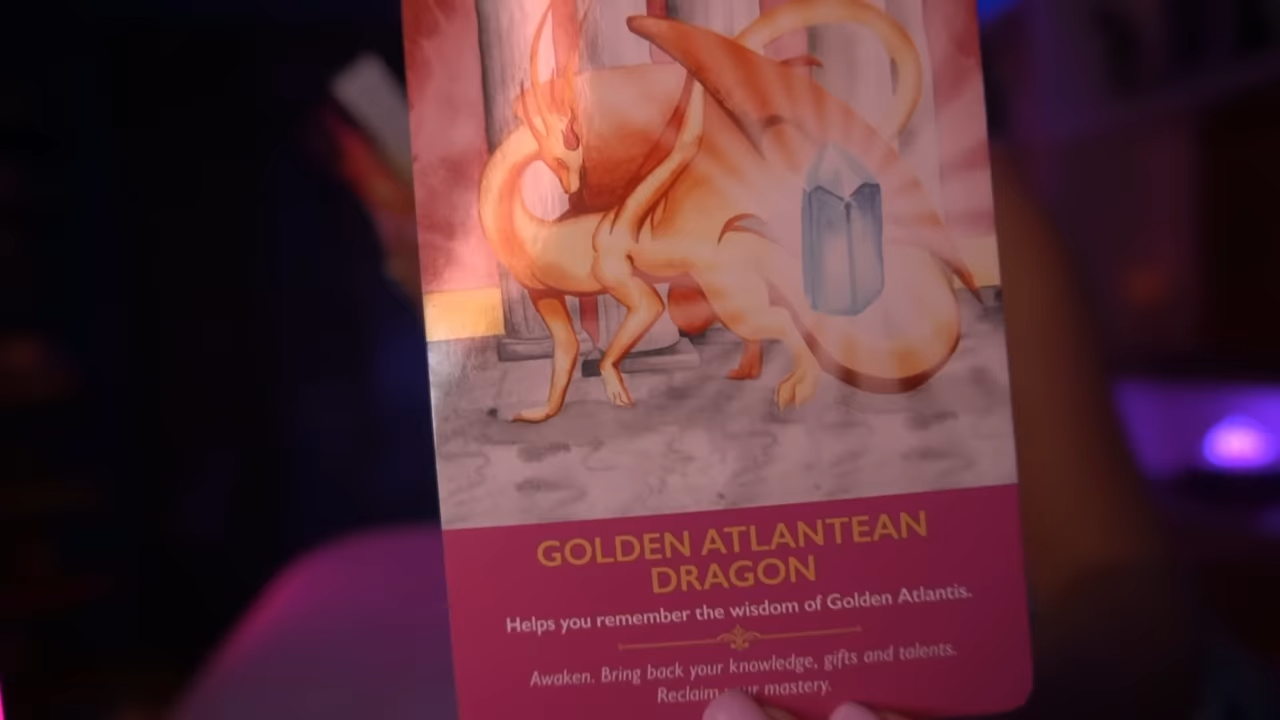 GOLDEN ATLANTEAN
DRAGON
Helps you remember the wisdom of Golden Atlantis.
Awaken. Bring back your knowledge, gifts and talents.
Reclaim mastery.